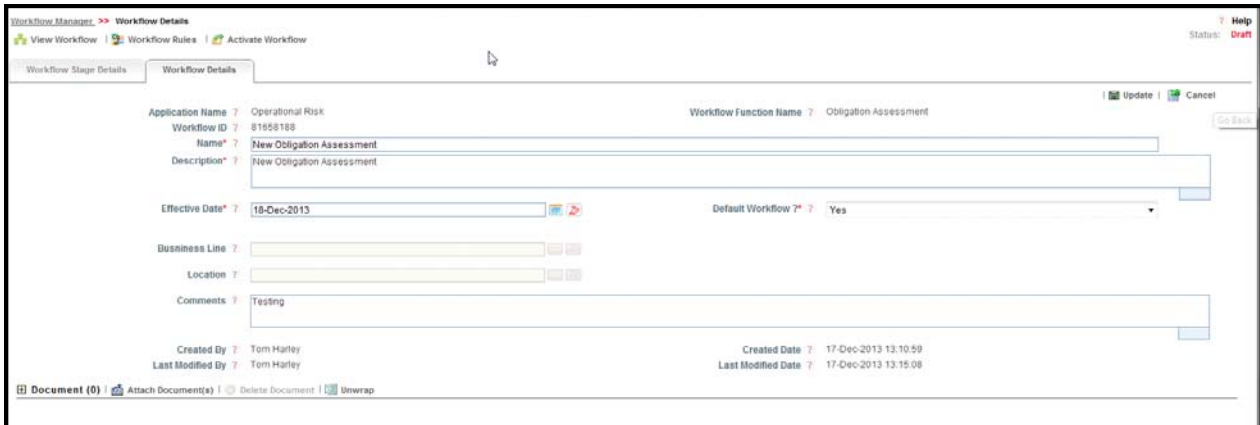 Workflow Manager >> Workflow Details ? Help
View Workflow | Workflow Rules | Activate Workflow Status: Draft
Workflow Stage Details Workflow Details
| Update | Cancel
Go Back
Application Name ? Operational Risk Workflow Function Name ? Obligation Assessment
Workflow ID ? 81658188
Name* ? New Obligation Assessment
Description* ? New Obligation Assessment
Effective Date* ? 18-Dec-2013 Default Workflow ?* ? Yes
Busniness Line ?
Location ?
Comments ? Testing
Created By ? Tom Harley Created Date ? 17-Dec-2013 13:10:59
Last Modified By ? Tom Harley Last Modified Date ? 17-Dec-2013 13:15:08
Document (0) | Attach Document(s) | Delete Document | Unwrap